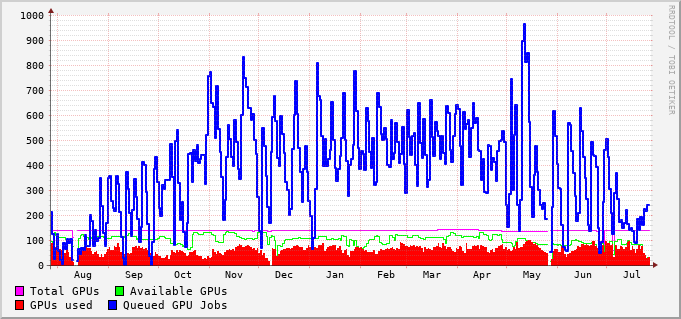 1000
900
800
700
600
500
400
300
200
100
0
Aug Sep Oct Nov Dec Jan Feb Mar Apr May Jun Jul
Total GPUs Available GPUs
GPUs used Queued GPU Jobs
RRDTOOL / TOBI OETIKER